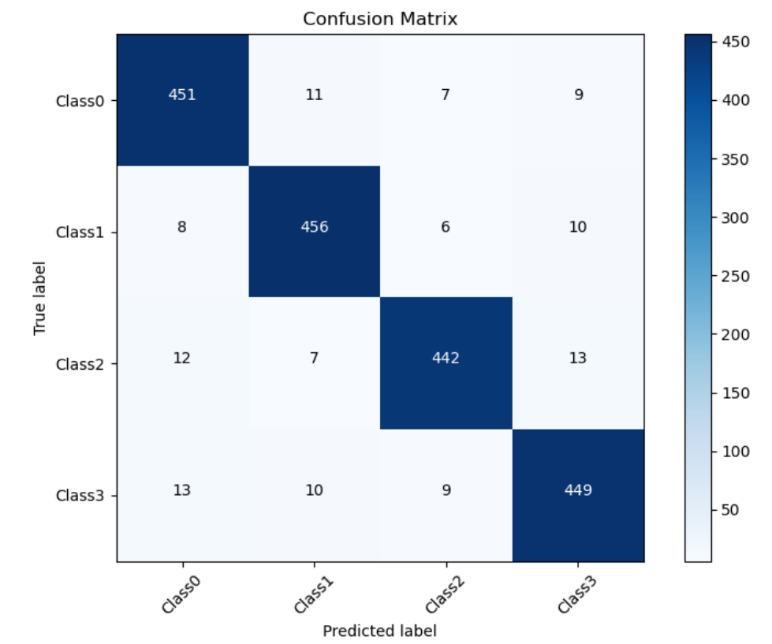 Confusion Matrix
Class0 451 11 7 9
Class1 8 456 6 10
Class2 12 7 442 13
Class3 13 10 9 449
Class0 Class1 Class2 Class3
Predicted label
True label
450
400
350
300
250
200
150
100
50